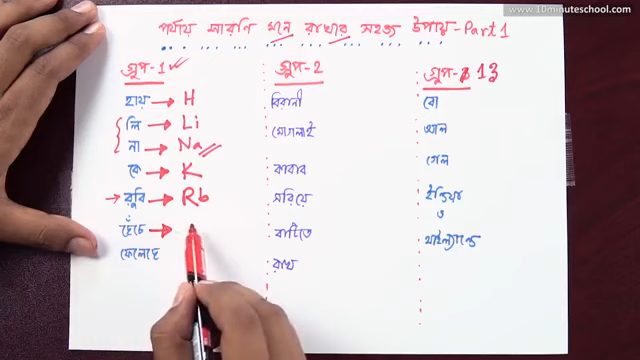 www.10minuteschool.com
পর্যায় সারণি মনে রাখার সহজ উপায় -Part 1
গ্রুপ-1
হায় → H
লি → Li
না → Na
কে → K
→ রুবি → Rb
ছেঁচে →
ফেলেছে
গ্রুপ-2
বিরানী
মোগলাই
কাবাব
সরিয়ে
বাটিতে
রাখ
গ্রুপ- 13
বো
আল
গেল
ইন্ডিয়া
ও
থাইল্যান্ডে